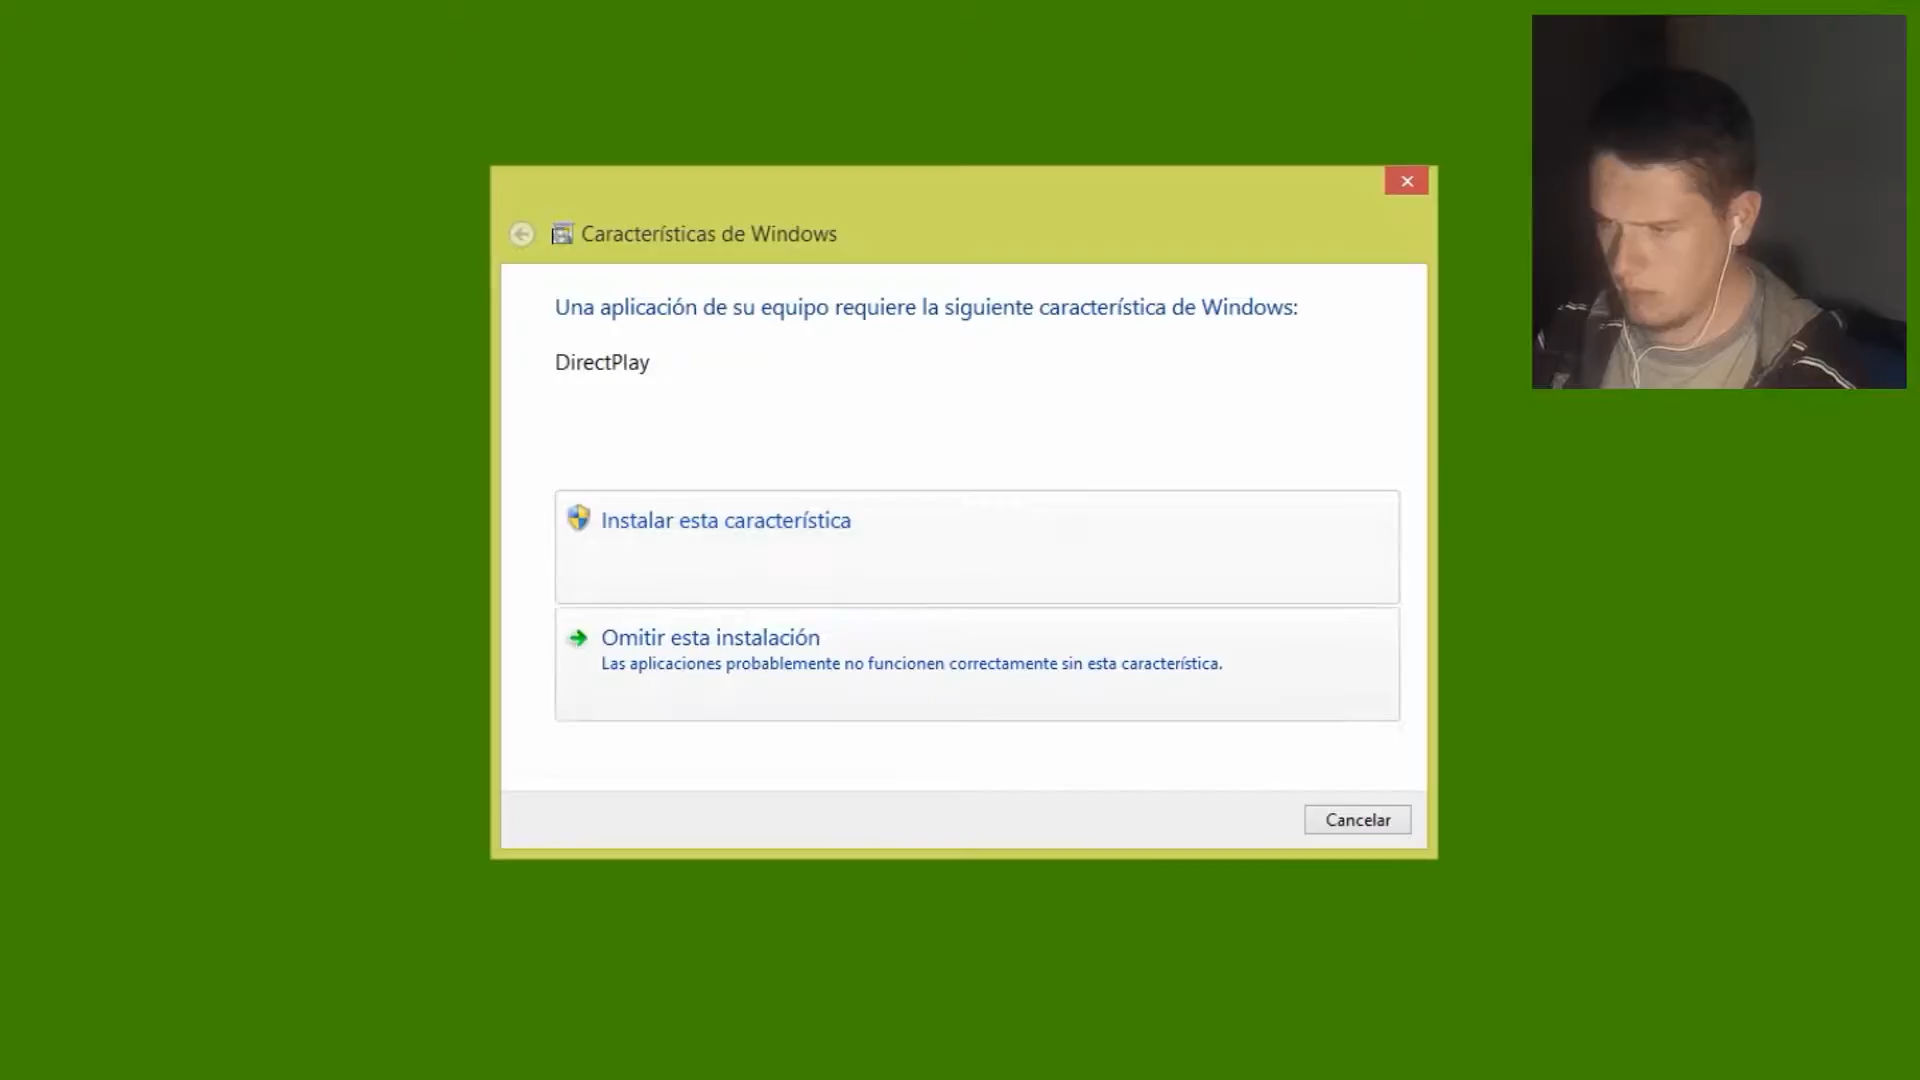 Características de Windows
Una aplicación de su equipo requiere la siguiente característica de Windows:
DirectPlay
Instalar esta característica
Omitir esta instalación
Las aplicaciones probablemente no funcionen correctamente sin esta característica.
Cancelar